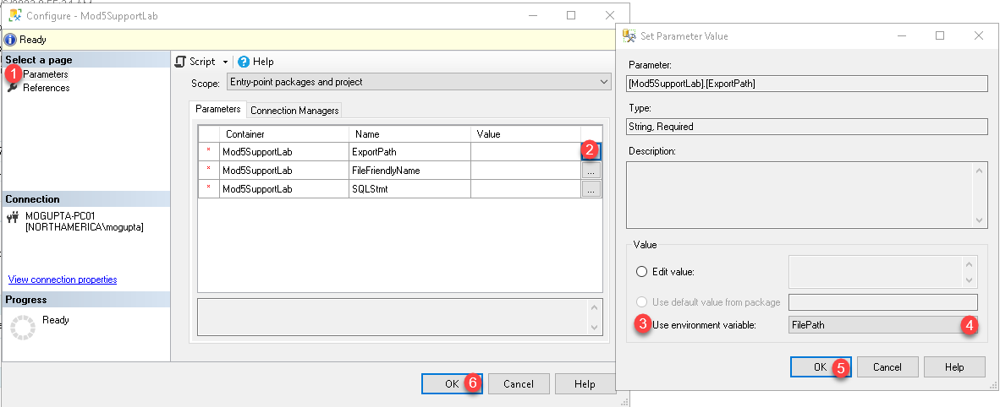 Configure - Mod5SupportLab
Ready
Select a page
1 Parameters
References
Script
Help
Scope: Entry-point packages and project
Parameters Connection Managers
Container Name Value
* Mod5SupportLab ExportPath 2
* Mod5SupportLab FileFriendlyName ...
* Mod5SupportLab SQLStmt ...
Connection
MOGUPTA-PC01
[NORTHAMERICA\mogupta]
View connection properties
Progress
Ready
OK 6 Cancel Help
Set Parameter Value
Parameter:
[Mod5SupportLab].[ExportPath]
Type:
String, Required
Description:
Value
Edit value:
Use default value from package
3 Use environment variable: FilePath 4
OK 5 Cancel Help